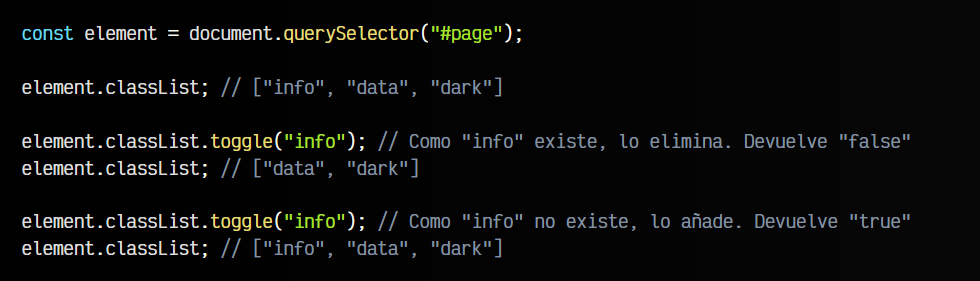 const element = document.querySelector("#page");
element.classList; // ["info", "data", "dark"]
element.classList.toggle("info"); // Como "info" existe, lo elimina. Devuelve "false"
element.classList; // ["data", "dark"]
element.classList.toggle("info"); // Como "info" no existe, lo añade. Devuelve "true"
element.classList; // ["info", "data", "dark"]